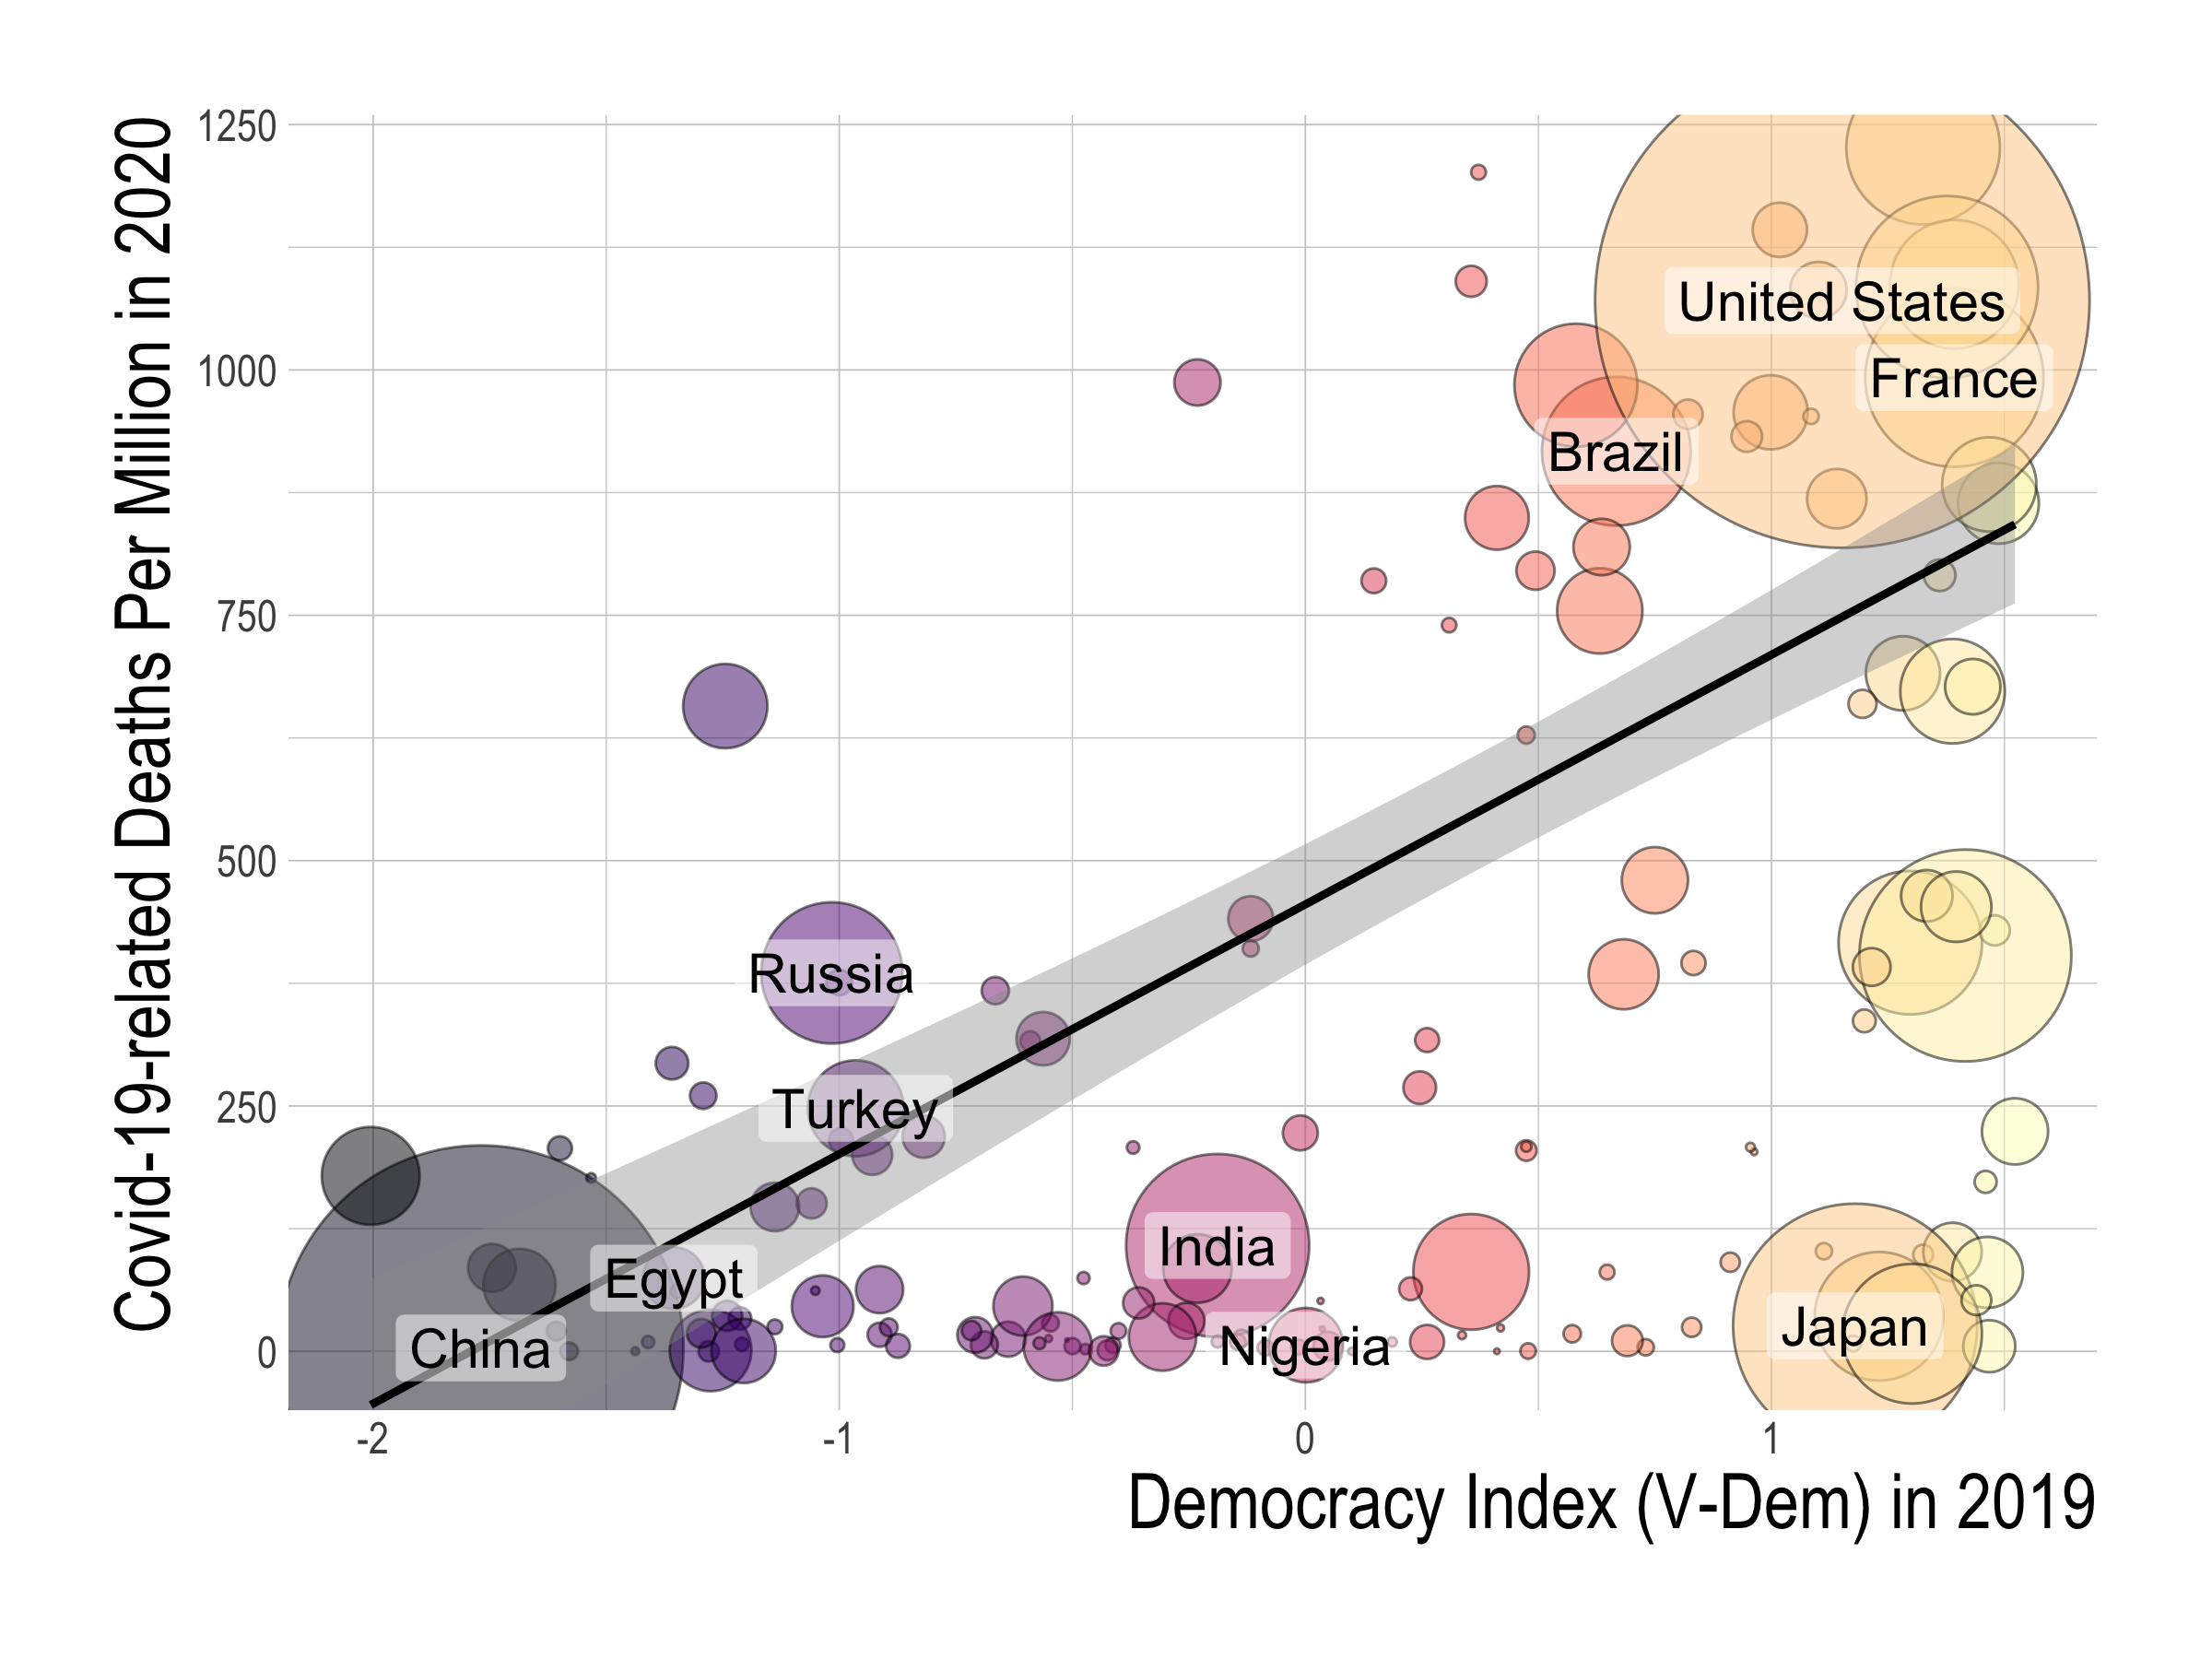 Covid-19-related Deaths Per Million in 2020
1250
1000
750
500
250
0
United States
France
Brazil
Russia
Turkey
India
Egypt
Japan
China
Nigeria
-2
-1
0
1
Democracy Index (V-Dem) in 2019